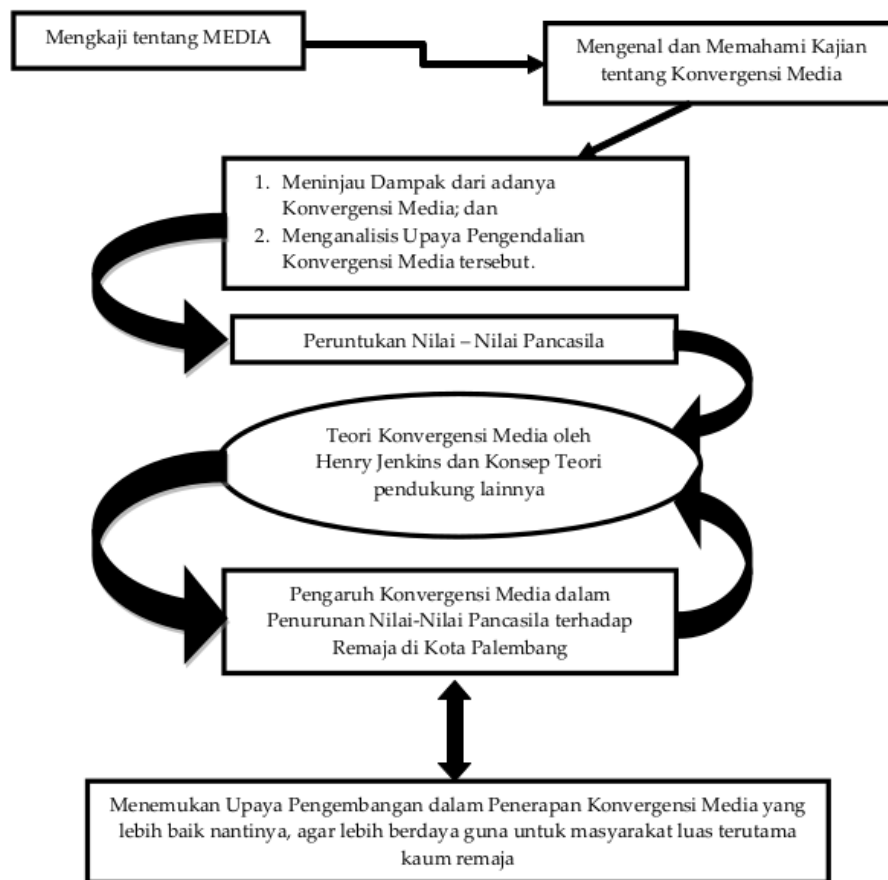 Mengkaji tentang MEDIA
Mengenal dan Memahami Kajian
tentang Konvergensi Media
1. Meninjau Dampak dari adanya
Konvergensi Media; dan
2. Menganalisis Upaya Pengendalian
Konvergensi Media tersebut.
Peruntukan Nilai – Nilai Pancasila
Teori Konvergensi Media oleh
Henry Jenkins dan Konsep Teori
pendukung lainnya
Pengaruh Konvergensi Media dalam
Penurunan Nilai-Nilai Pancasila terhadap
Remaja di Kota Palembang
Menemukan Upaya Pengembangan dalam Penerapan Konvergensi Media yang
lebih baik nantinya, agar lebih berdaya guna untuk masyarakat luas terutama
kaum remaja